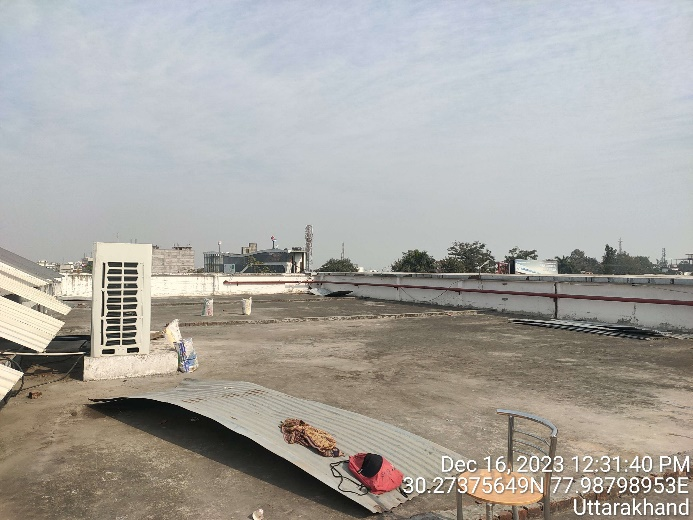 Dec 16, 2023 12:31:40 PM
30.27375649N 77.98798953E
Uttarakhand